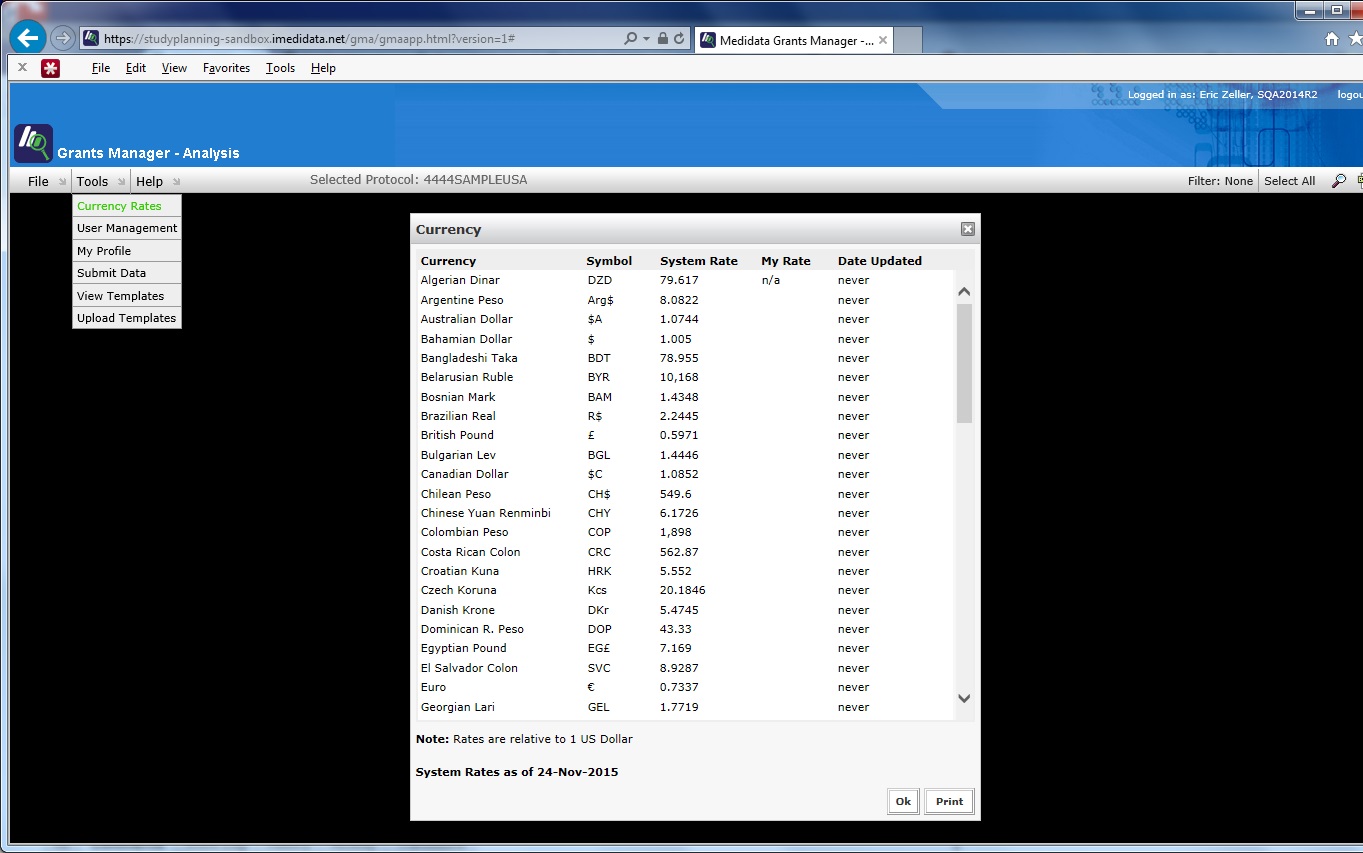 https://studyplanning-sandbox.imedidata.net/gma/gmaapp.html?version=1#
Medidata Grants Manager -...
File Edit View Favorites Tools Help
Logged in as: Eric Zeller, SQA2014R2 logou
Grants Manager - Analysis
File Tools Help Selected Protocol: 4444SAMPLEUSA Filter: None Select All
Currency Rates
User Management
My Profile
Submit Data
View Templates
Upload Templates
Currency
Currency Symbol System Rate My Rate Date Updated
Algerian Dinar DZD 79.617 n/a never
Argentine Peso Arg$ 8.0822 never
Australian Dollar $A 1.0744 never
Bahamian Dollar $ 1.005 never
Bangladeshi Taka BDT 78.955 never
Belarusian Ruble BYR 10,168 never
Bosnian Mark BAM 1.4348 never
Brazilian Real R$ 2.2445 never
British Pound £ 0.5971 never
Bulgarian Lev BGL 1.4446 never
Canadian Dollar $C 1.0852 never
Chilean Peso CH$ 549.6 never
Chinese Yuan Renminbi CHY 6.1726 never
Colombian Peso COP 1,898 never
Costa Rican Colon CRC 562.87 never
Croatian Kuna HRK 5.552 never
Czech Koruna Kcs 20.1846 never
Danish Krone DKr 5.4745 never
Dominican R. Peso DOP 43.33 never
Egyptian Pound EG£ 7.169 never
El Salvador Colon SVC 8.9287 never
Euro € 0.7337 never
Georgian Lari GEL 1.7719 never
Note: Rates are relative to 1 US Dollar
System Rates as of 24-Nov-2015
Ok Print